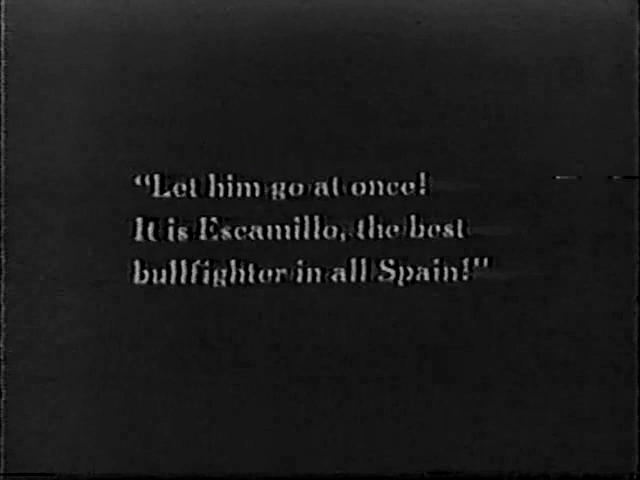 "Let him go at once!
It is Escamillo, the best
bullfighter in all Spain!"